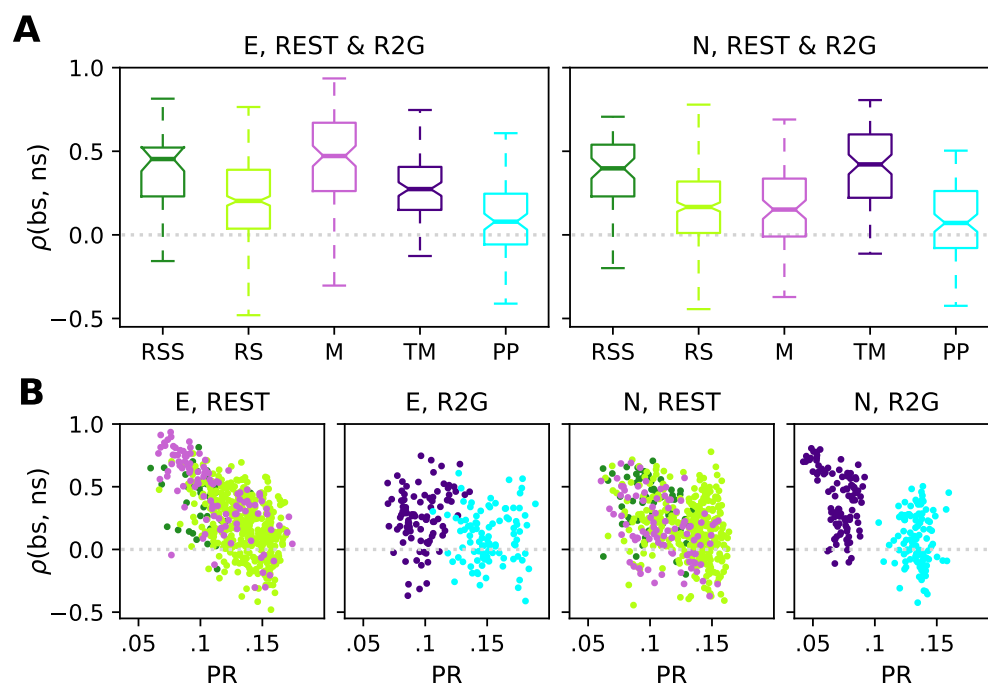 A
E, REST & R2G
N, REST & R2G
ρ(bs, ns)
1.0
0.5
0.0
−0.5
RSS RS M TM PP
RSS RS M TM PP
B
E, REST
E, R2G
N, REST
N, R2G
ρ(bs, ns)
1.0
0.5
0.0
−0.5
.05 .1 .15
.05 .1 .15
.05 .1 .15
.05 .1 .15
PR
PR
PR
PR